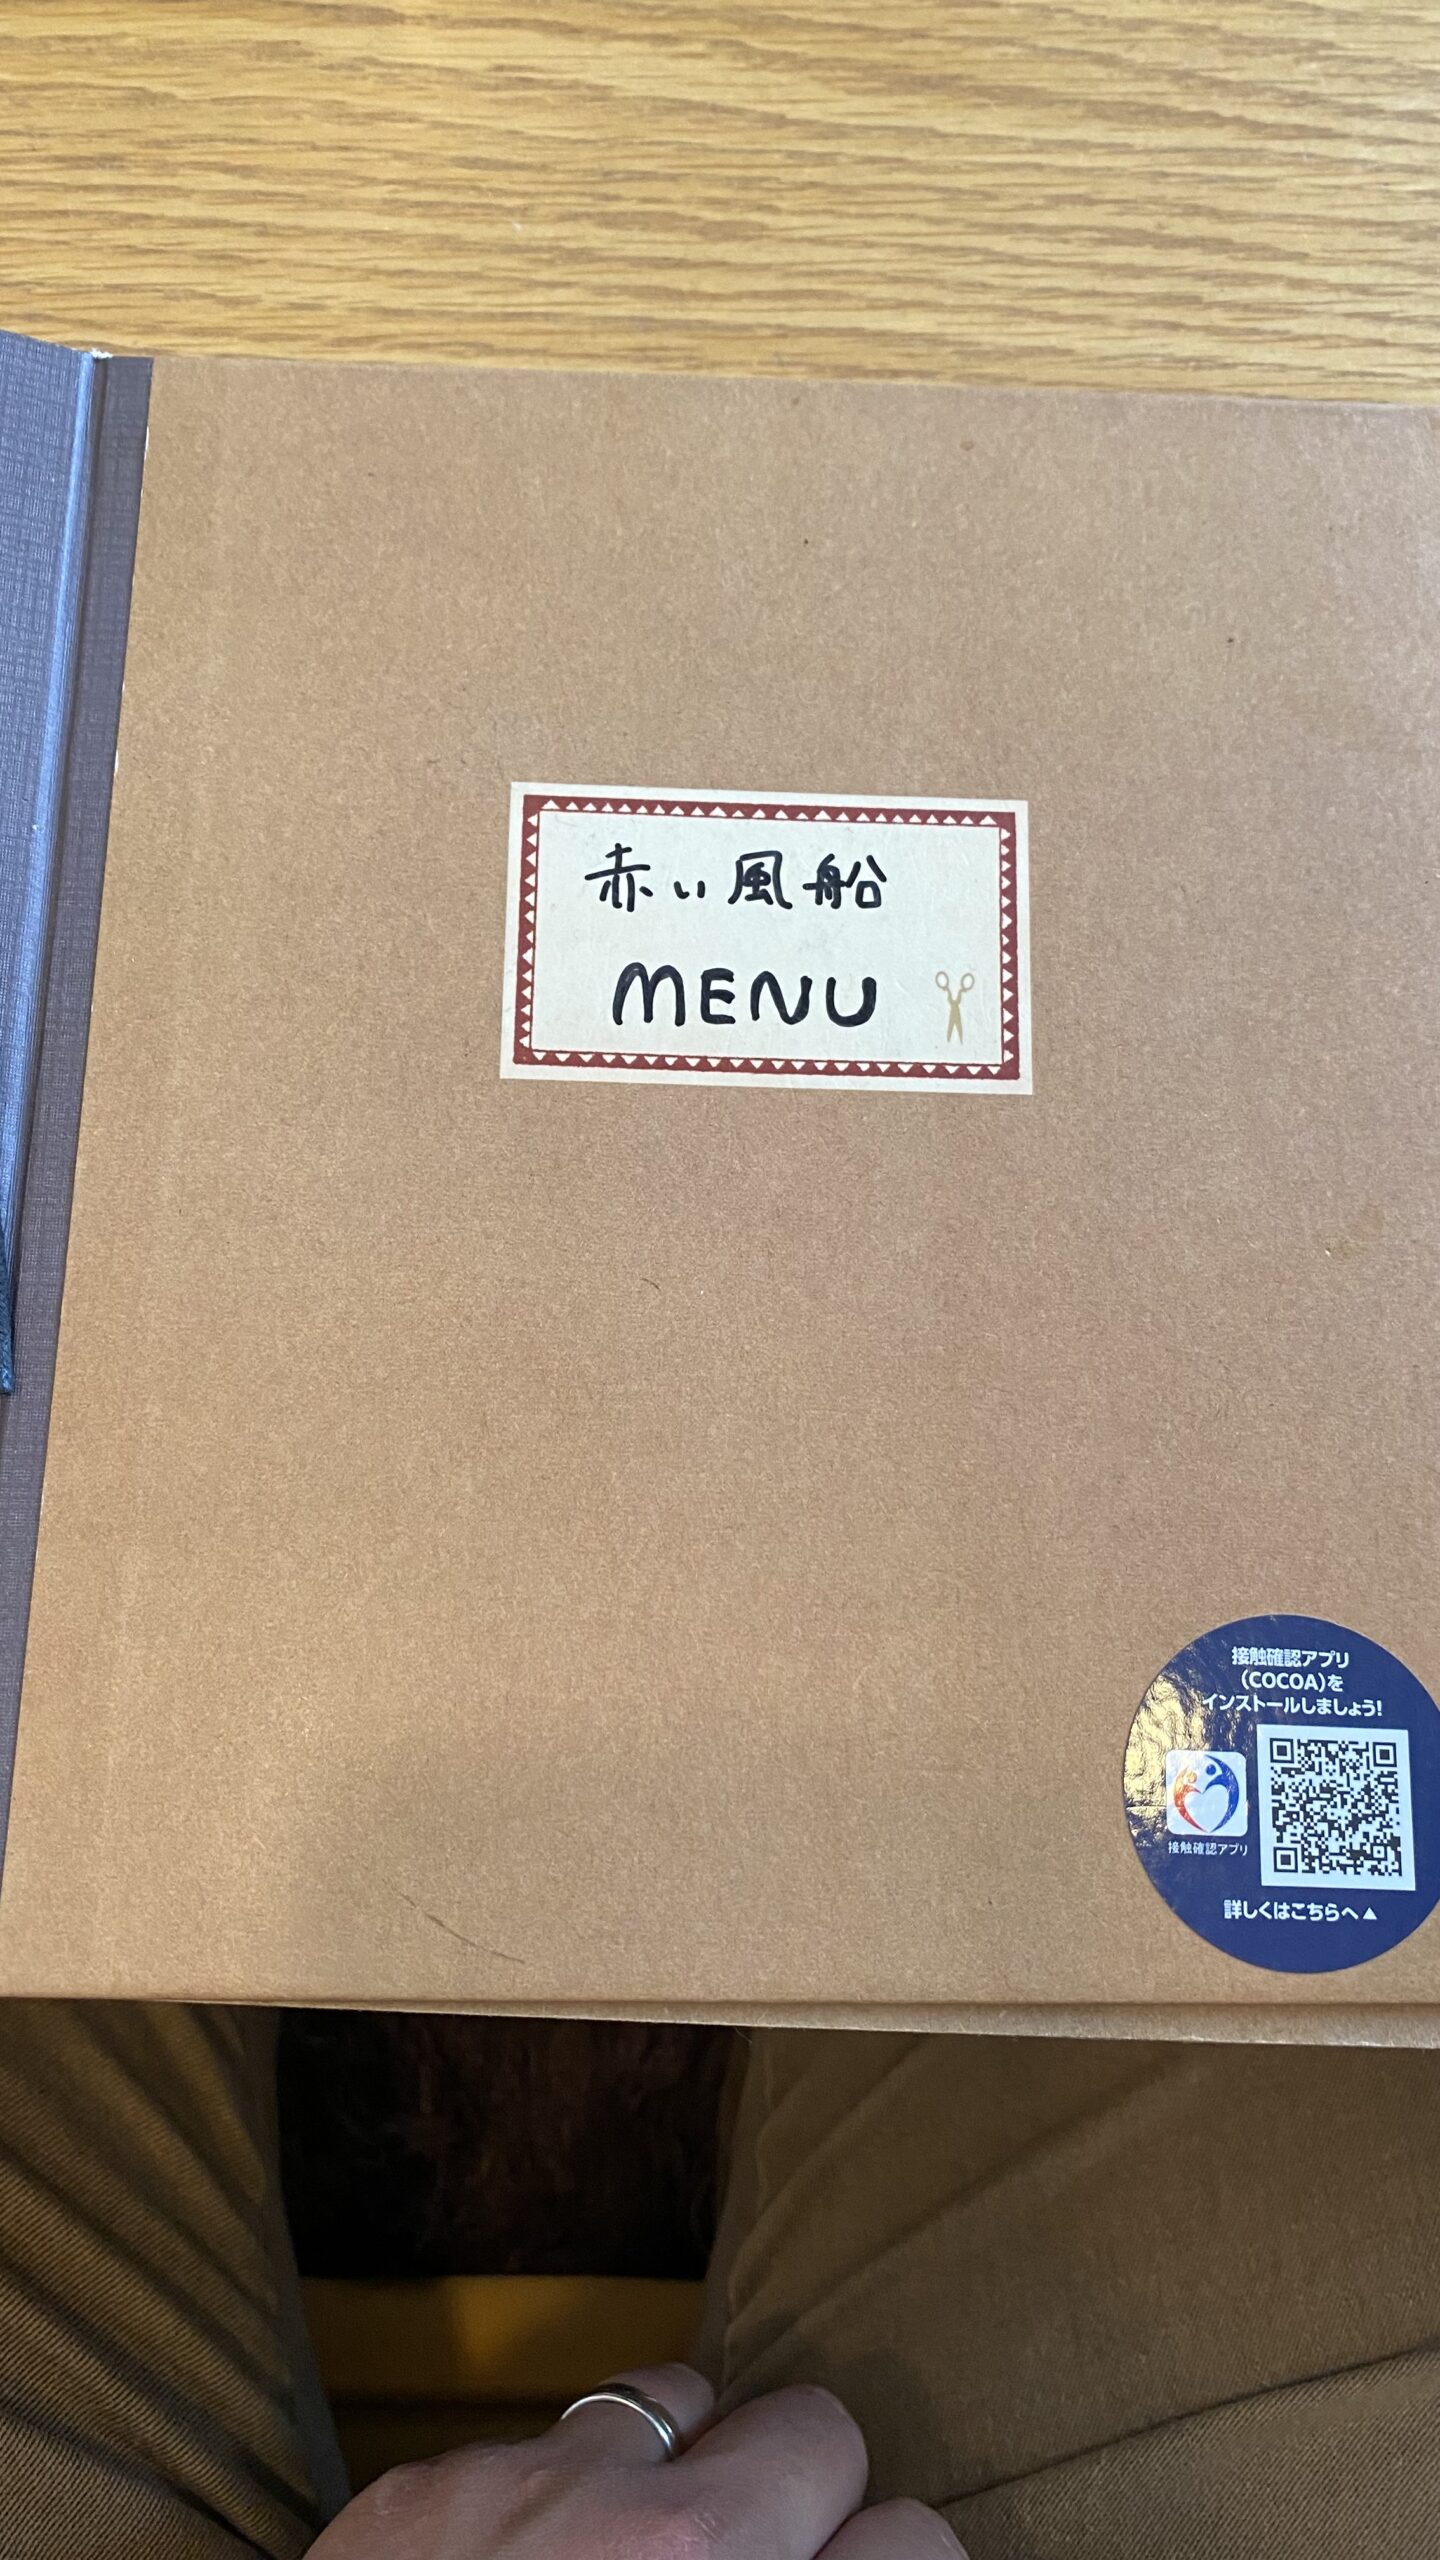 赤い風船
MENU
接触確認アプリ
(COCOA)を
インストールしましょう!
接触確認アプリ
詳しくはこちらへ▲